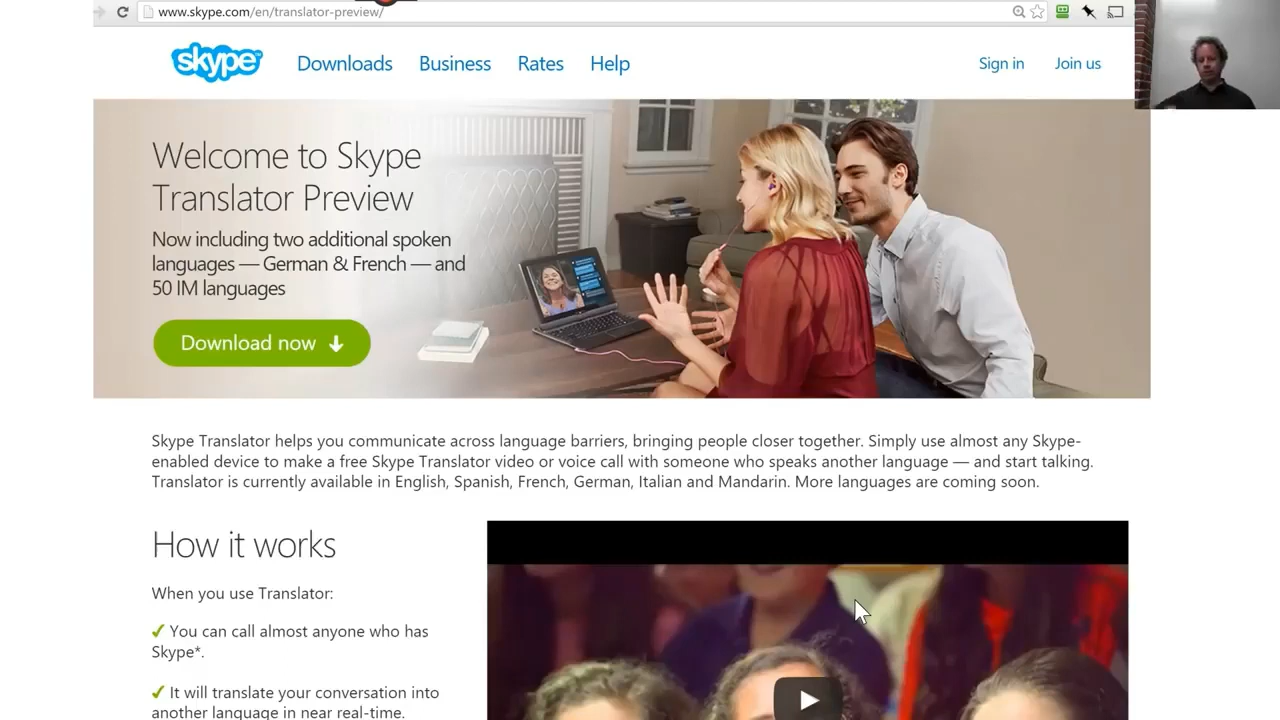 www.skype.com/en/translator-preview/
skype™
Downloads Business Rates Help
Sign in Join us
Welcome to Skype
Translator Preview
Now including two additional spoken
languages — German & French — and
50 IM languages
Download now
Skype Translator helps you communicate across language barriers, bringing people closer together. Simply use almost any Skype-
enabled device to make a free Skype Translator video or voice call with someone who speaks another language — and start talking.
Translator is currently available in English, Spanish, French, German, Italian and Mandarin. More languages are coming soon.
How it works
When you use Translator:
✓ You can call almost anyone who has
Skype*.
✓ It will translate your conversation into
another language in near real-time.